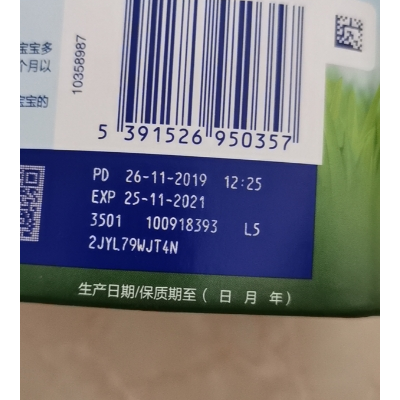 宝宝多
个月以
宝宝的
10358987
5 391526 950357
PD 26-11-2019 12:25
EXP 25-11-2021
3501 100918393 L5
2JYL79WJT4N
生产日期/保质期至( 日 月 年)